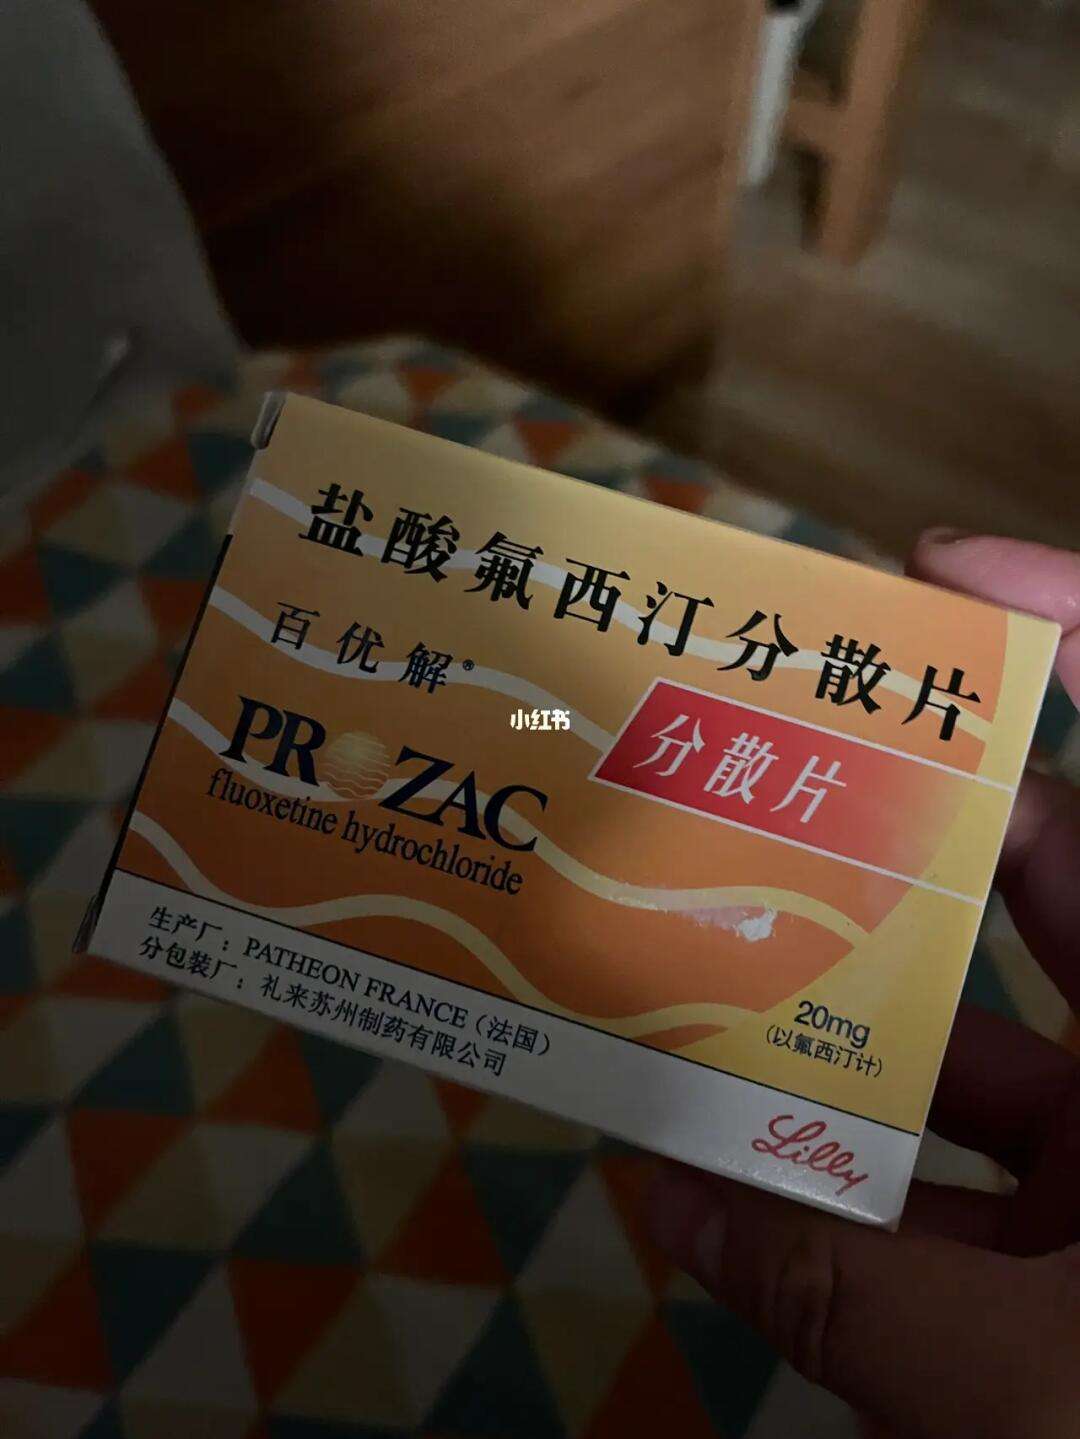 盐酸氟西汀分散片
百优解®
分散片
PROZAC
fluoxetine hydrochloride
小红书
生产厂：PATHEON FRANCE（法国）
分包装厂：礼来苏州制药有限公司
20mg
(以氟西汀计)
Lilly